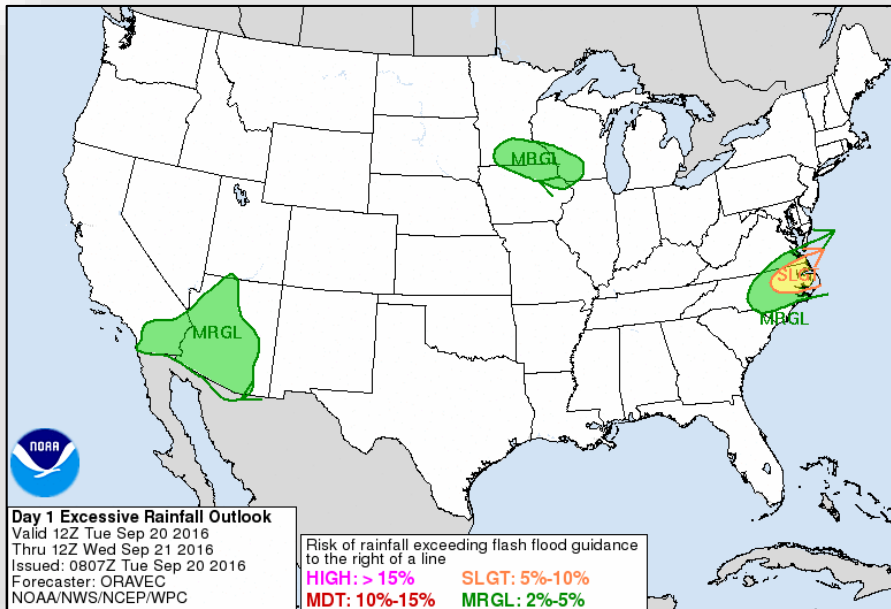 MRGL
SLGT
MRGL
MRGL
NOAA
Day 1 Excessive Rainfall Outlook
Valid 12Z Tue Sep 20 2016
Thru 12Z Wed Sep 21 2016
Issued: 0807Z Tue Sep 20 2016
Forecaster: ORAVEC
NOAA/NWS/NCEP/WPC
Risk of rainfall exceeding flash flood guidance
to the right of a line
HIGH: > 15% SLGT: 5%-10%
MDT: 10%-15% MRGL: 2%-5%